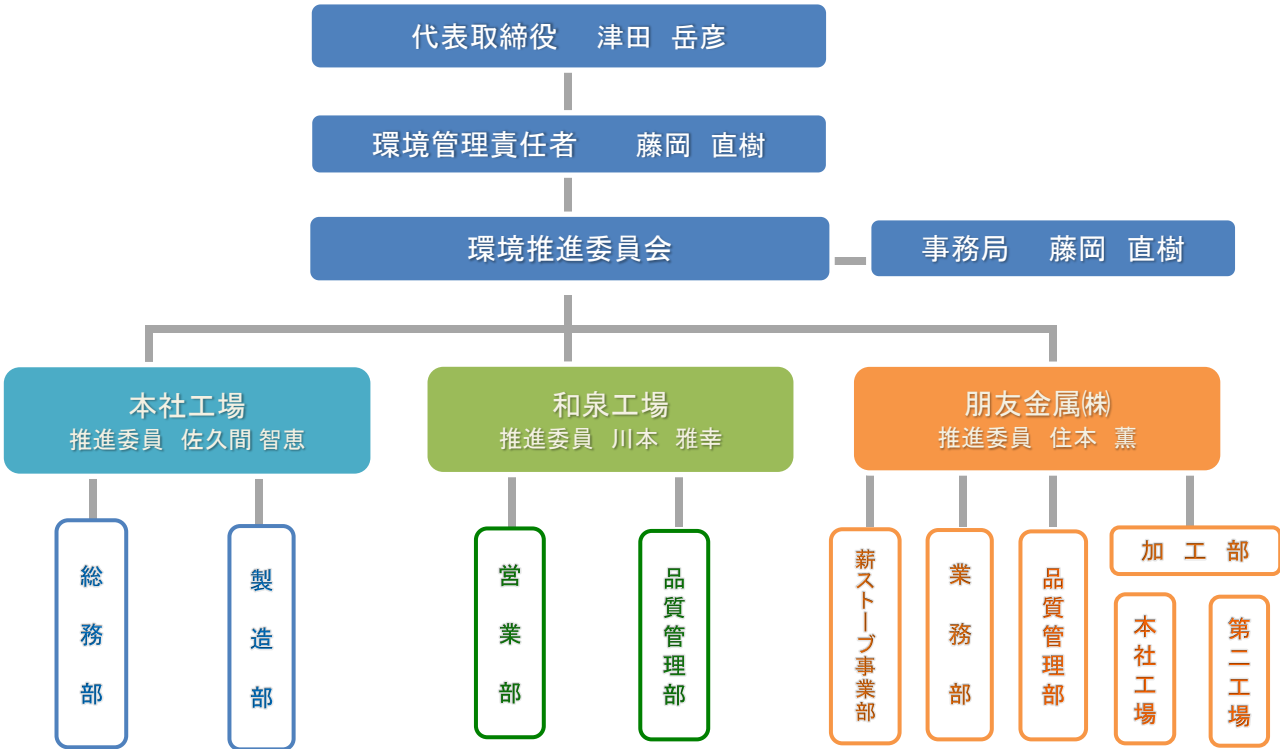 代表取締役 津田 岳彦
環境管理責任者 藤岡 直樹
環境推進委員会
事務局 藤岡 直樹
本社工場
推進委員 佐久間 智恵
和泉工場
推進委員 川本 雅幸
朋友金属㈱
推進委員 住本 薫
総務部
製造部
営業部
品質管理部
薪ストーブ事業部
業務部
品質管理部
加工部
本社工場
第二工場